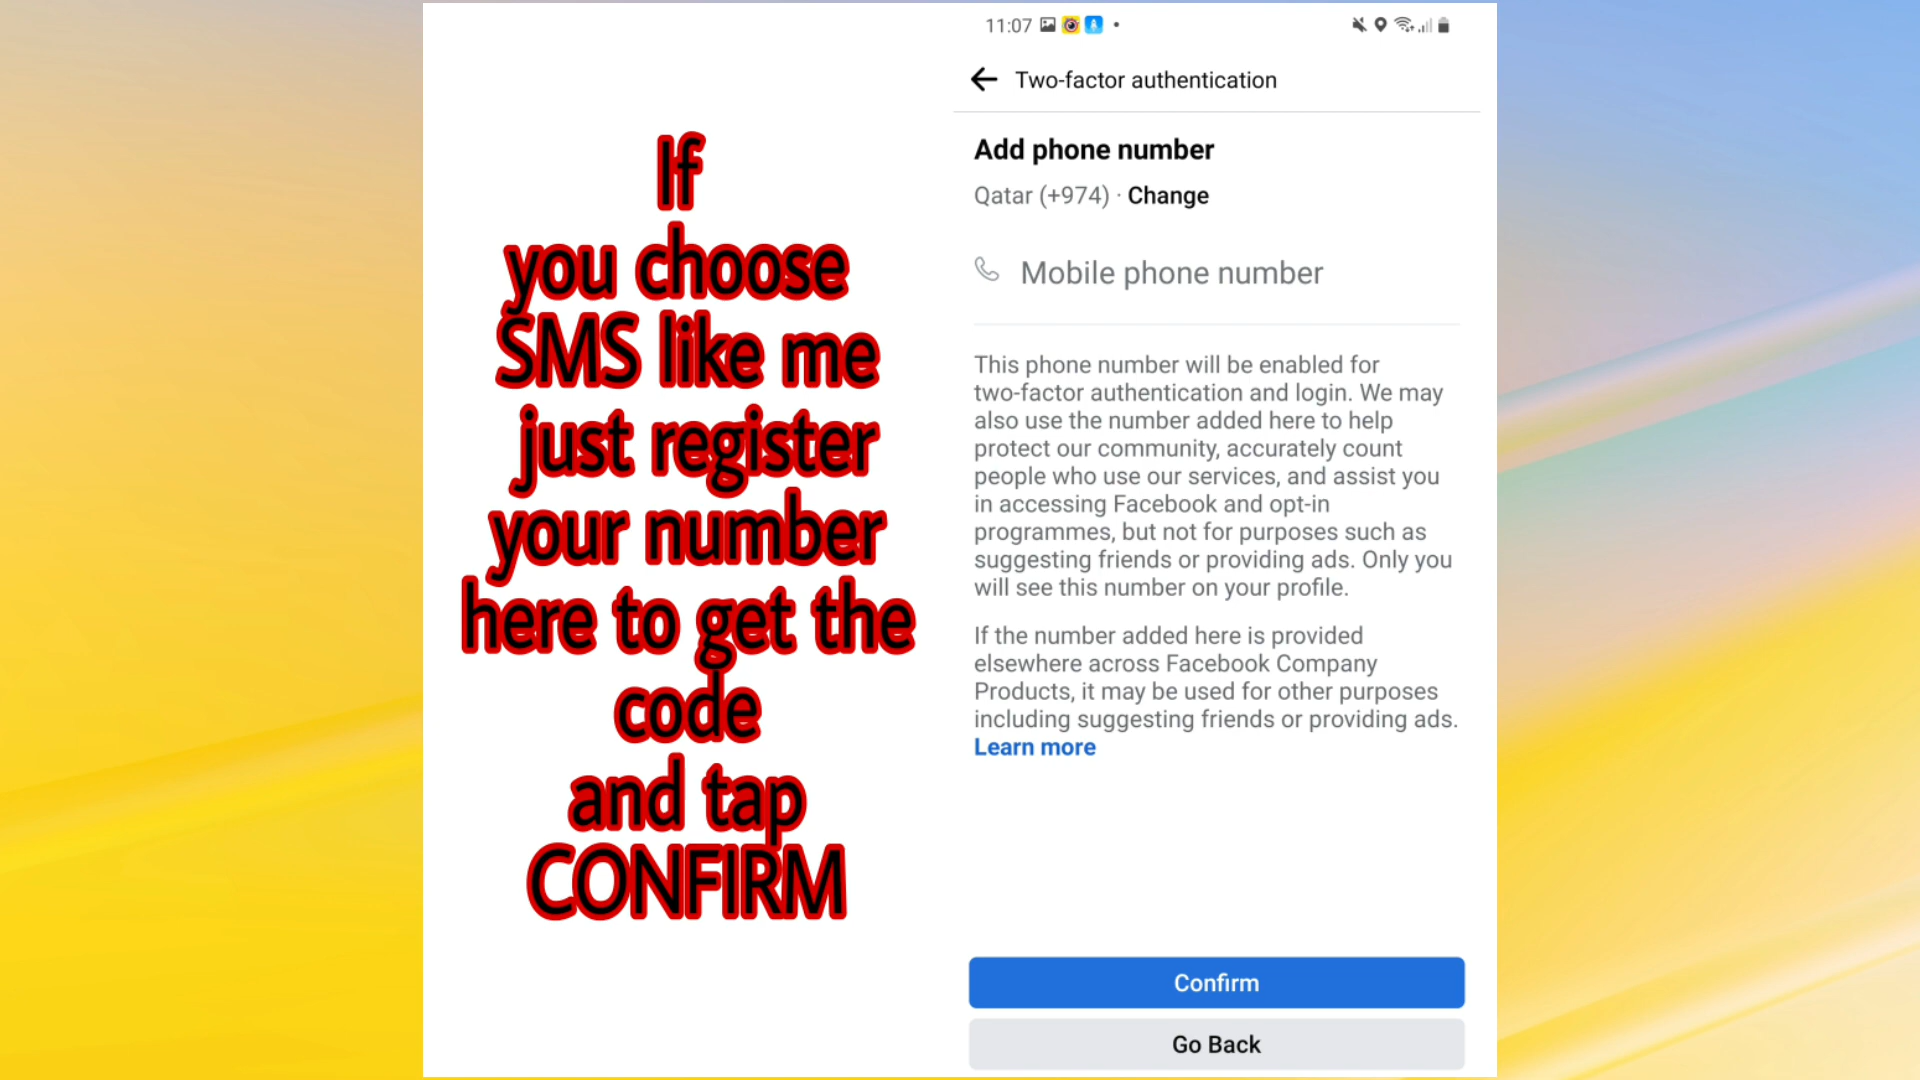 If
you choose
SMS like me
just register
your number
here to get the
code
and tap
CONFIRM
11:07
Two-factor authentication
Add phone number
Qatar (+974) · Change
Mobile phone number
This phone number will be enabled for
two-factor authentication and login. We may
also use the number added here to help
protect our community, accurately count
people who use our services, and assist you
in accessing Facebook and opt-in
programmes, but not for purposes such as
suggesting friends or providing ads. Only you
will see this number on your profile.
If the number added here is provided
elsewhere across Facebook Company
Products, it may be used for other purposes
including suggesting friends or providing ads.
Learn more
Confirm
Go Back